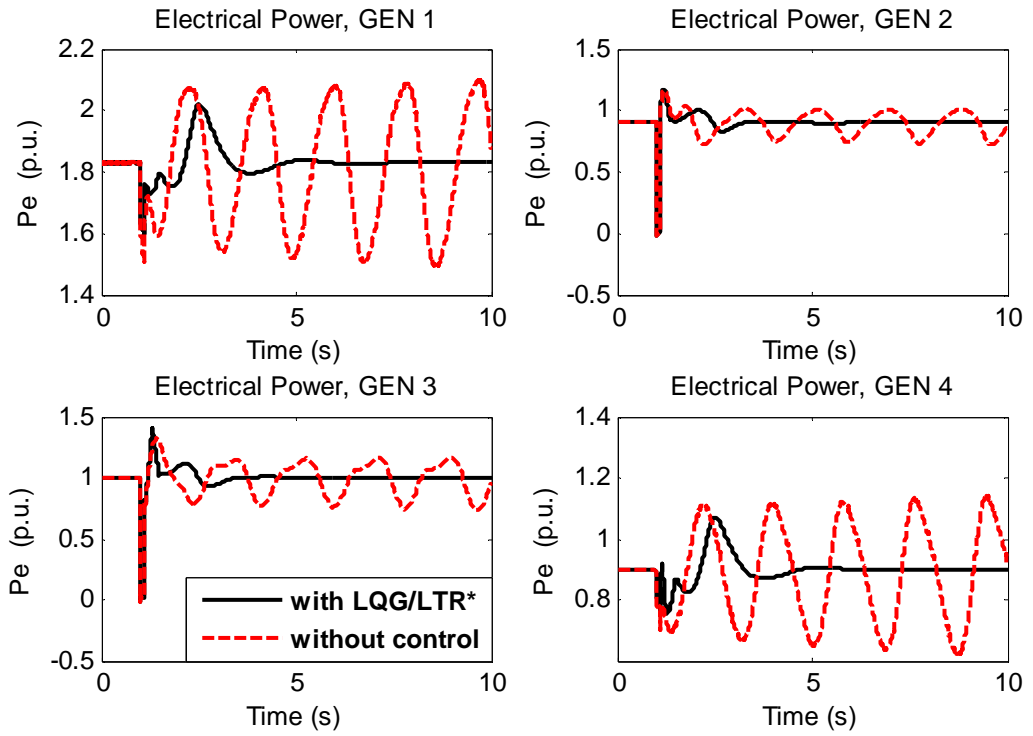 Electrical Power, GEN 1
2.2
2
1.8
1.6
1.4
Pe (p.u.)
0 5 10
Time (s)
Electrical Power, GEN 2
1.5
1
0.5
0
-0.5
Pe (p.u.)
0 5 10
Time (s)
Electrical Power, GEN 3
1.5
1
0.5
0
-0.5
Pe (p.u.)
with LQG/LTR*
without control
0 5 10
Time (s)
Electrical Power, GEN 4
1.4
1.2
1
0.8
Pe (p.u.)
0 5 10
Time (s)